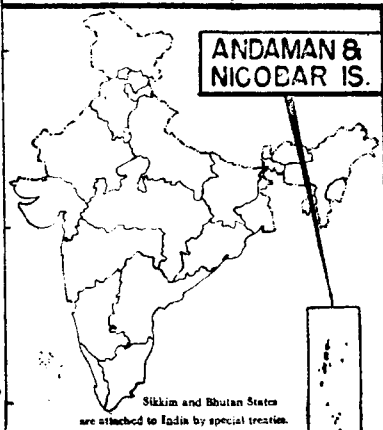 ANDAMAN &
NICOBAR IS.
Sikkim and Bhutan States
are attached to India by special treaties.